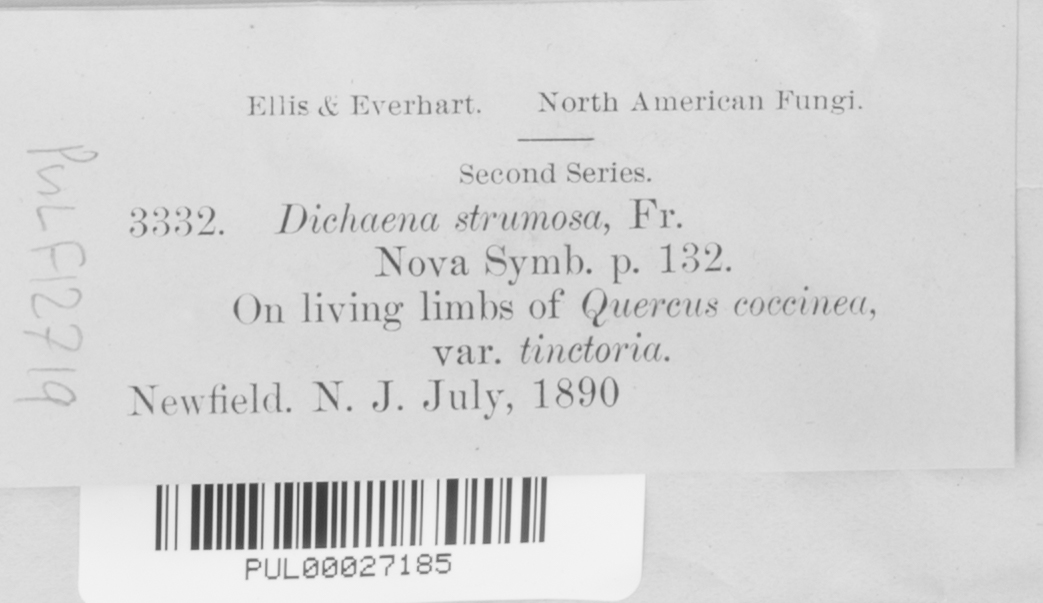 Ellis & Everhart. North American Fungi.
Second Series.
3332. Dichaena strumosa, Fr.
Nova Symb. p. 132.
On living limbs of Quercus coccinea,
var. tinctoria.
Newfield. N. J. July, 1890
PUL F12719
PUL00027185